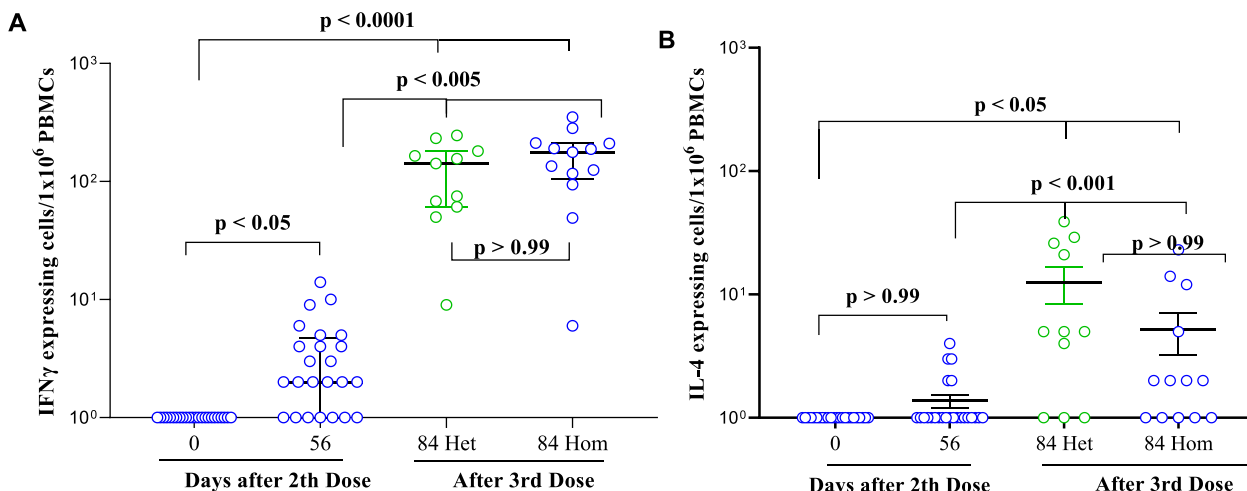 A
p < 0.0001
p < 0.005
p < 0.05
p > 0.99
IFNγ expressing cells/1x10⁶ PBMCs
10³
10²
10¹
10⁰
0
56
84 Het
84 Hom
Days after 2th Dose
After 3rd Dose
B
p < 0.05
p < 0.001
p > 0.99
p > 0.99
IL-4 expressing cells/1x10⁶ PBMCs
10³
10²
10¹
10⁰
0
56
84 Het
84 Hom
Days after 2th Dose
After 3rd Dose